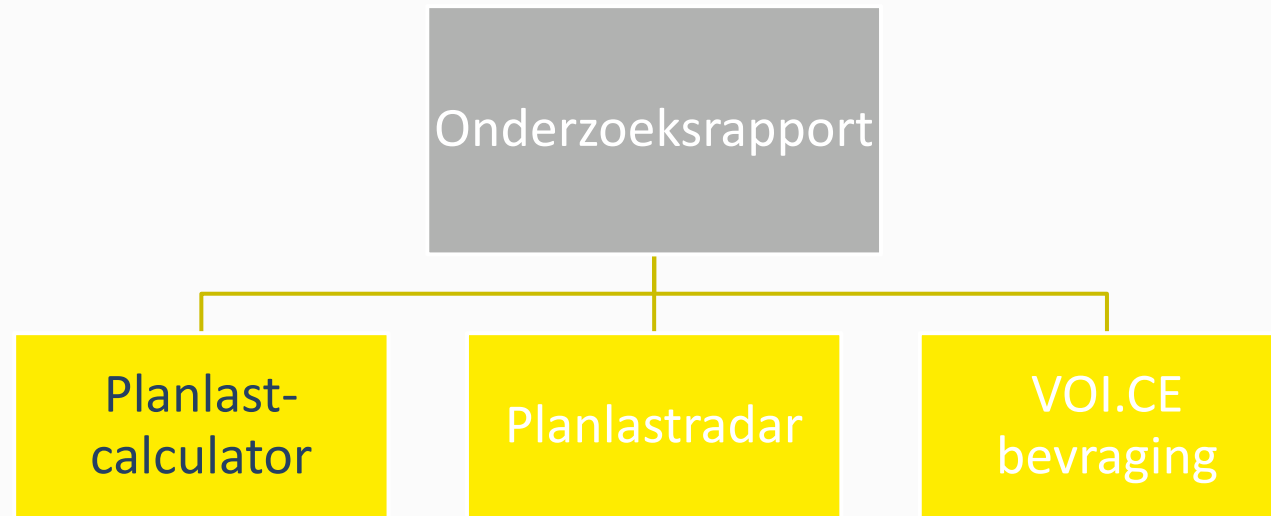 Onderzoeksrapport
Planlast-
calculator
Planlastradar
VOI.CE
bevraging